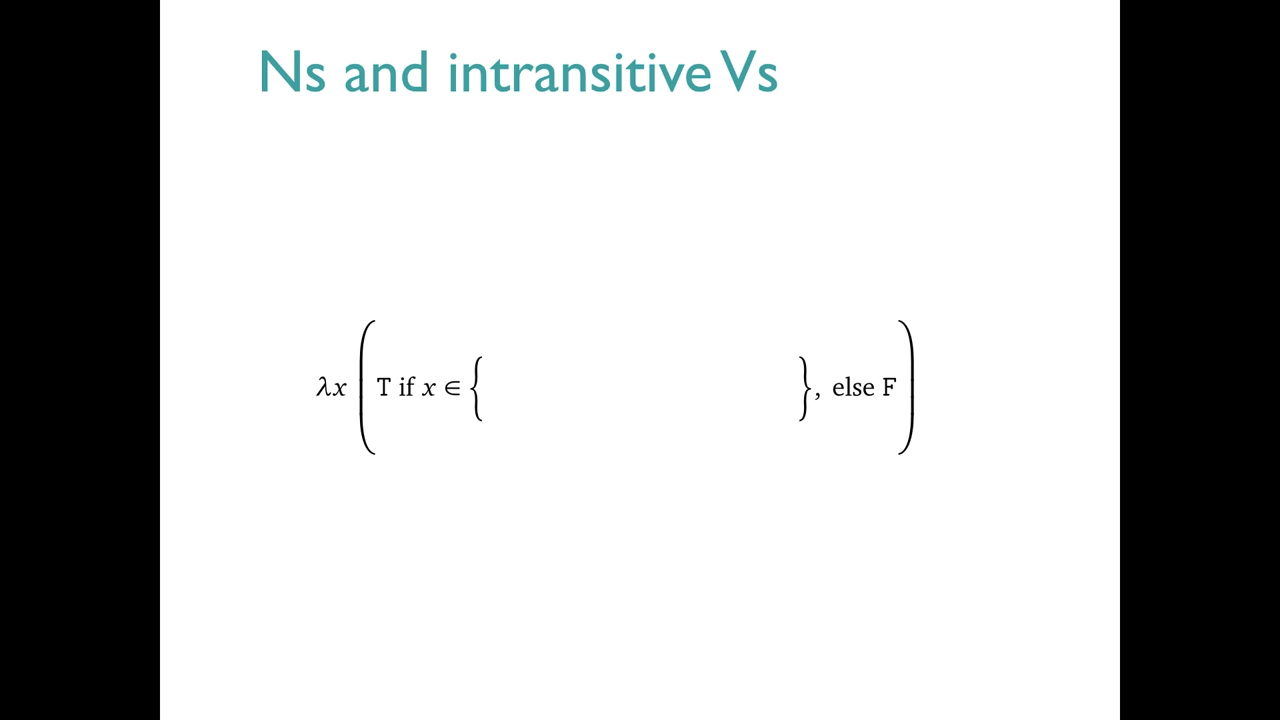 Ns and intransitive Vs
λx ( T if x ∈ { }, else F )